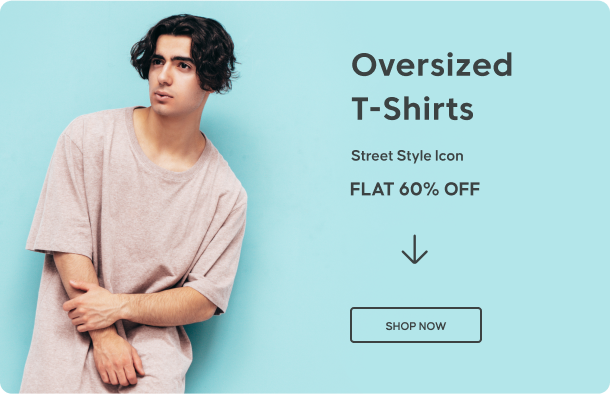 Oversized
T-Shirts
Street Style Icon
FLAT 60% OFF
SHOP NOW